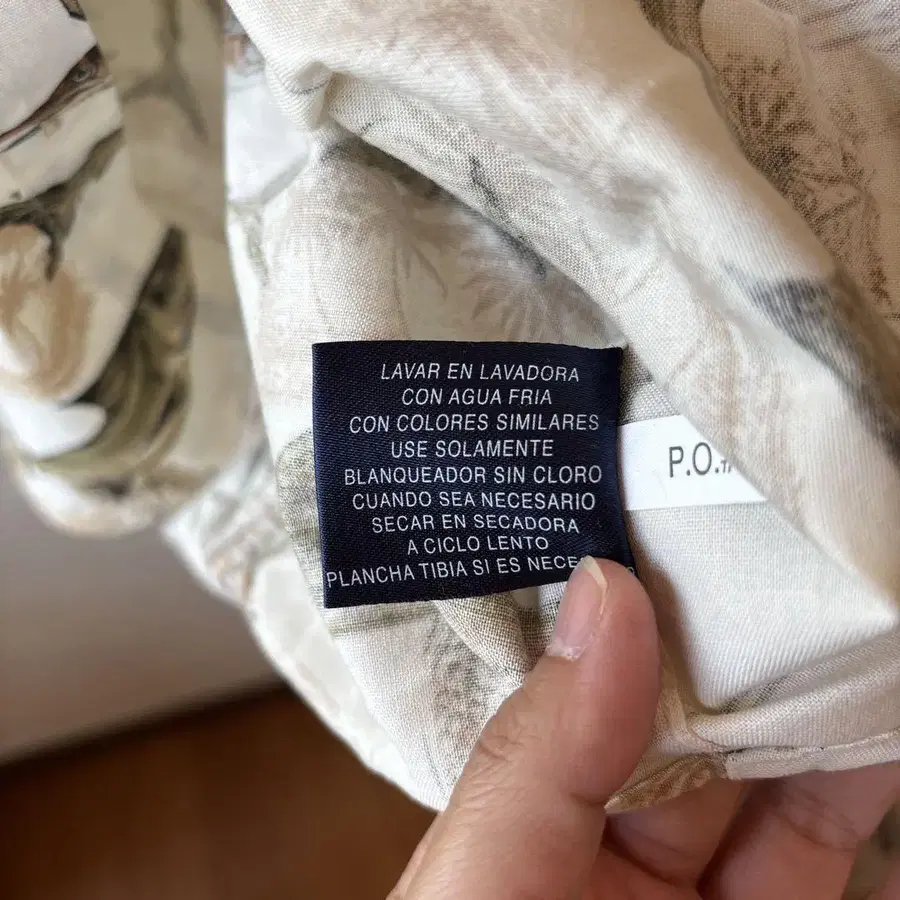 LAVAR EN LAVADORA
CON AGUA FRIA
CON COLORES SIMILARES
USE SOLAMENTE
BLANQUEADOR SIN CLORO
CUANDO SEA NECESARIO
SECAR EN SECADORA
A CICLO LENTO
PLANCHA TIBIA SI ES
P.O.